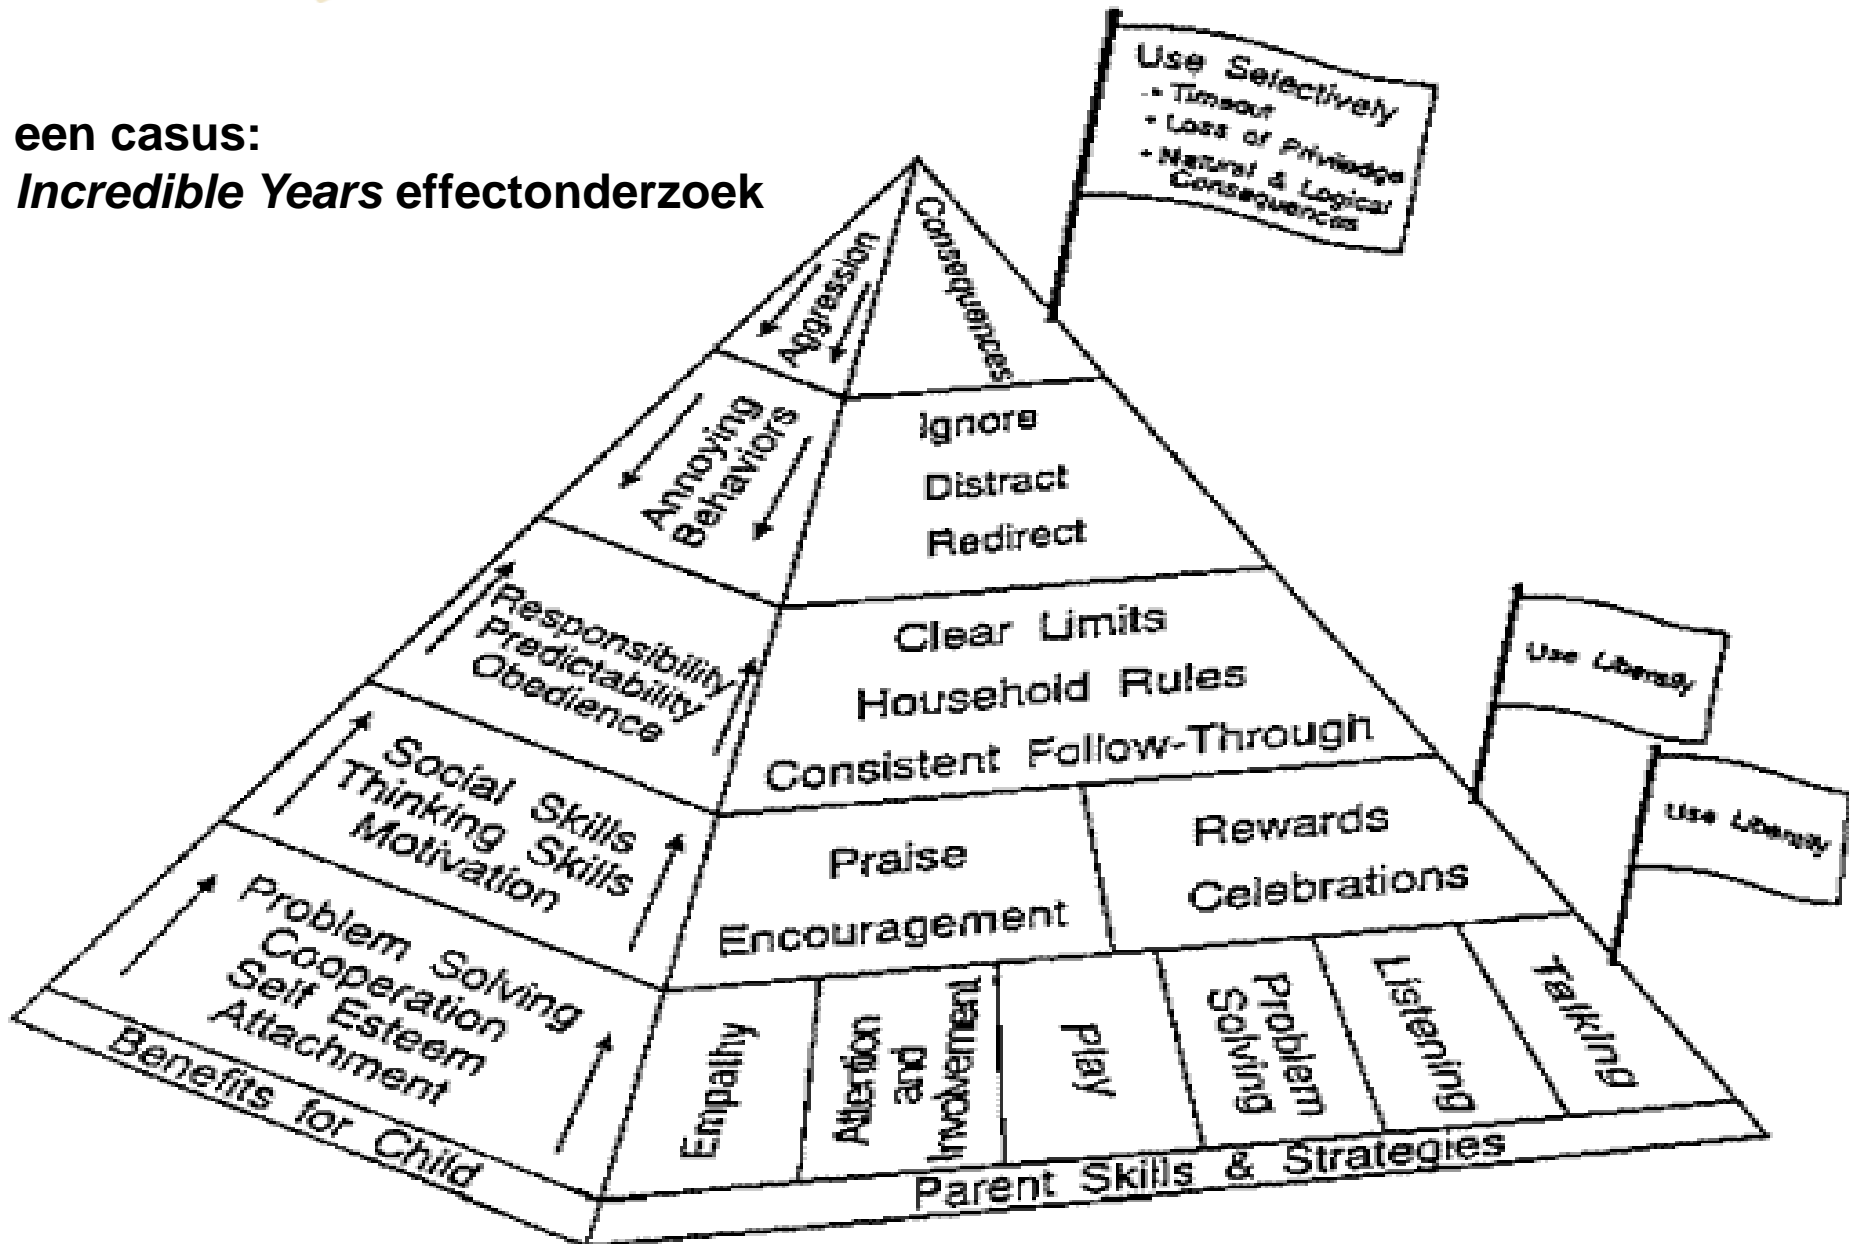 een casus:
Incredible Years effectonderzoek
Use Selectively
• Timeout
• Loss of Priviledge
• Natural & Logical
Consequences
Aggression
Consequences
Annoying
Behaviors
Ignore
Distract
Redirect
Responsibility
Predictability
Obedience
Clear Limits
Household Rules
Consistent Follow-Through
Use Liberally
Social Skills
Thinking Skills
Motivation
Praise
Encouragement
Rewards
Celebrations
Use Liberally
Problem Solving
Cooperation
Self Esteem
Attachment
Empathy
Attention
and
Involvement
Play
Problem
Solving
Listening
Talking
Benefits for Child
Parent Skills & Strategies